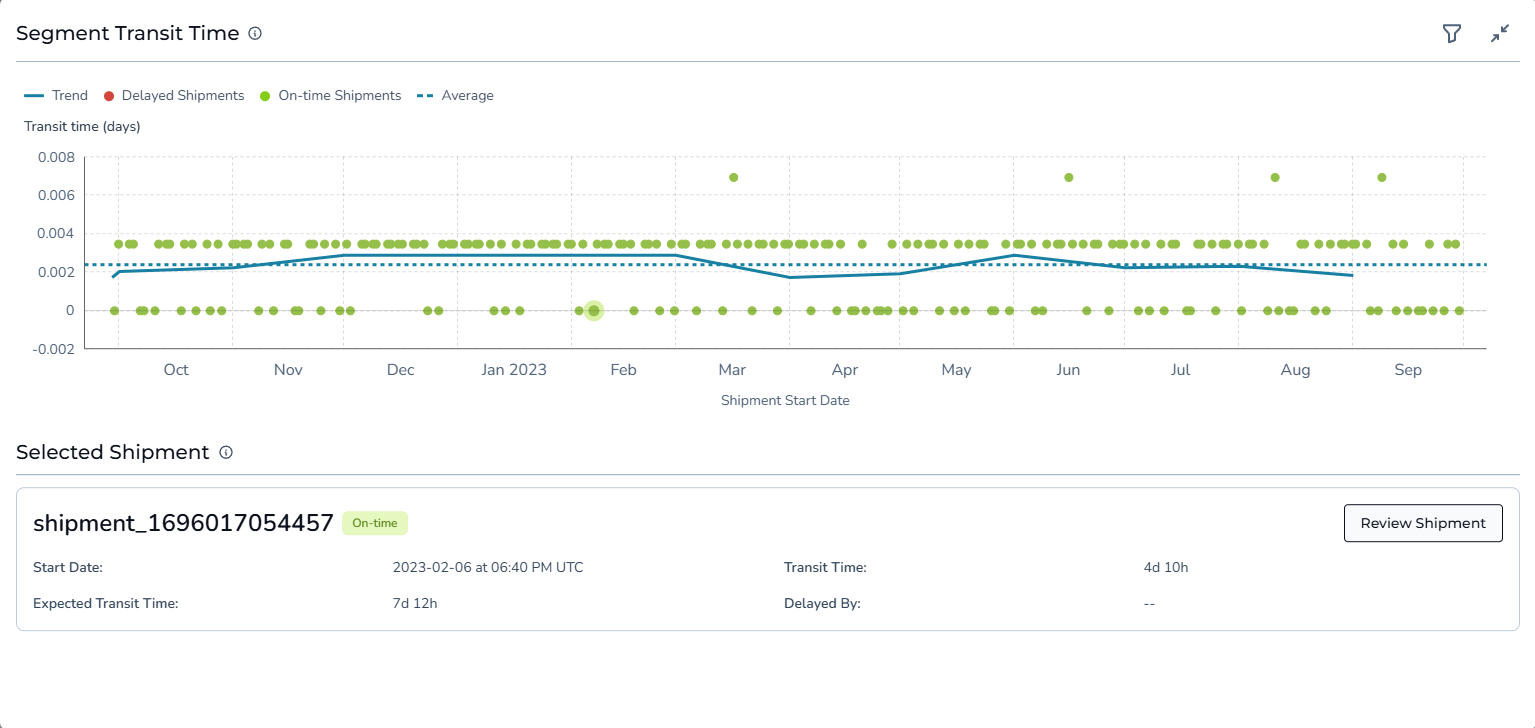 Segment Transit Time
Trend Delayed Shipments On-time Shipments Average
Transit time (days)
0.008
0.006
0.004
0.002
0
-0.002
Oct Nov Dec Jan 2023 Feb Mar Apr May Jun Jul Aug Sep
Shipment Start Date
Selected Shipment
shipment_1696017054457 On-time Review Shipment
Start Date: 2023-02-06 at 06:40 PM UTC Transit Time: 4d 10h
Expected Transit Time: 7d 12h Delayed By: --